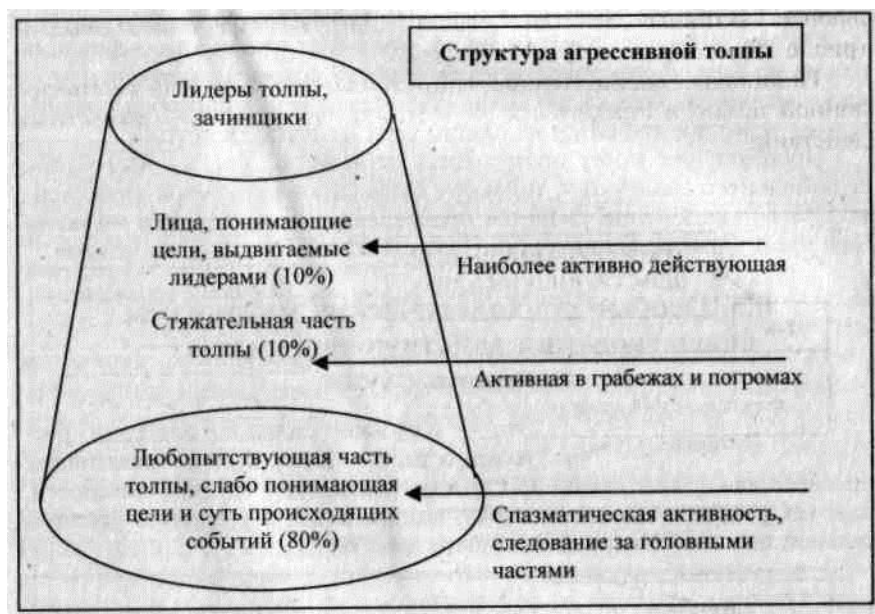 Структура агрессивной толпы
Лидеры толпы,
зачинщики
Лица, понимающие
цели, выдвигаемые
лидерами (10%)
Наиболее активно действующая
Стяжательная часть
толпы (10%)
Активная в грабежах и погромах
Любопытствующая часть
толпы, слабо понимающая
цели и суть происходящих
событий (80%)
Спазматическая активность,
следование за головными
частями